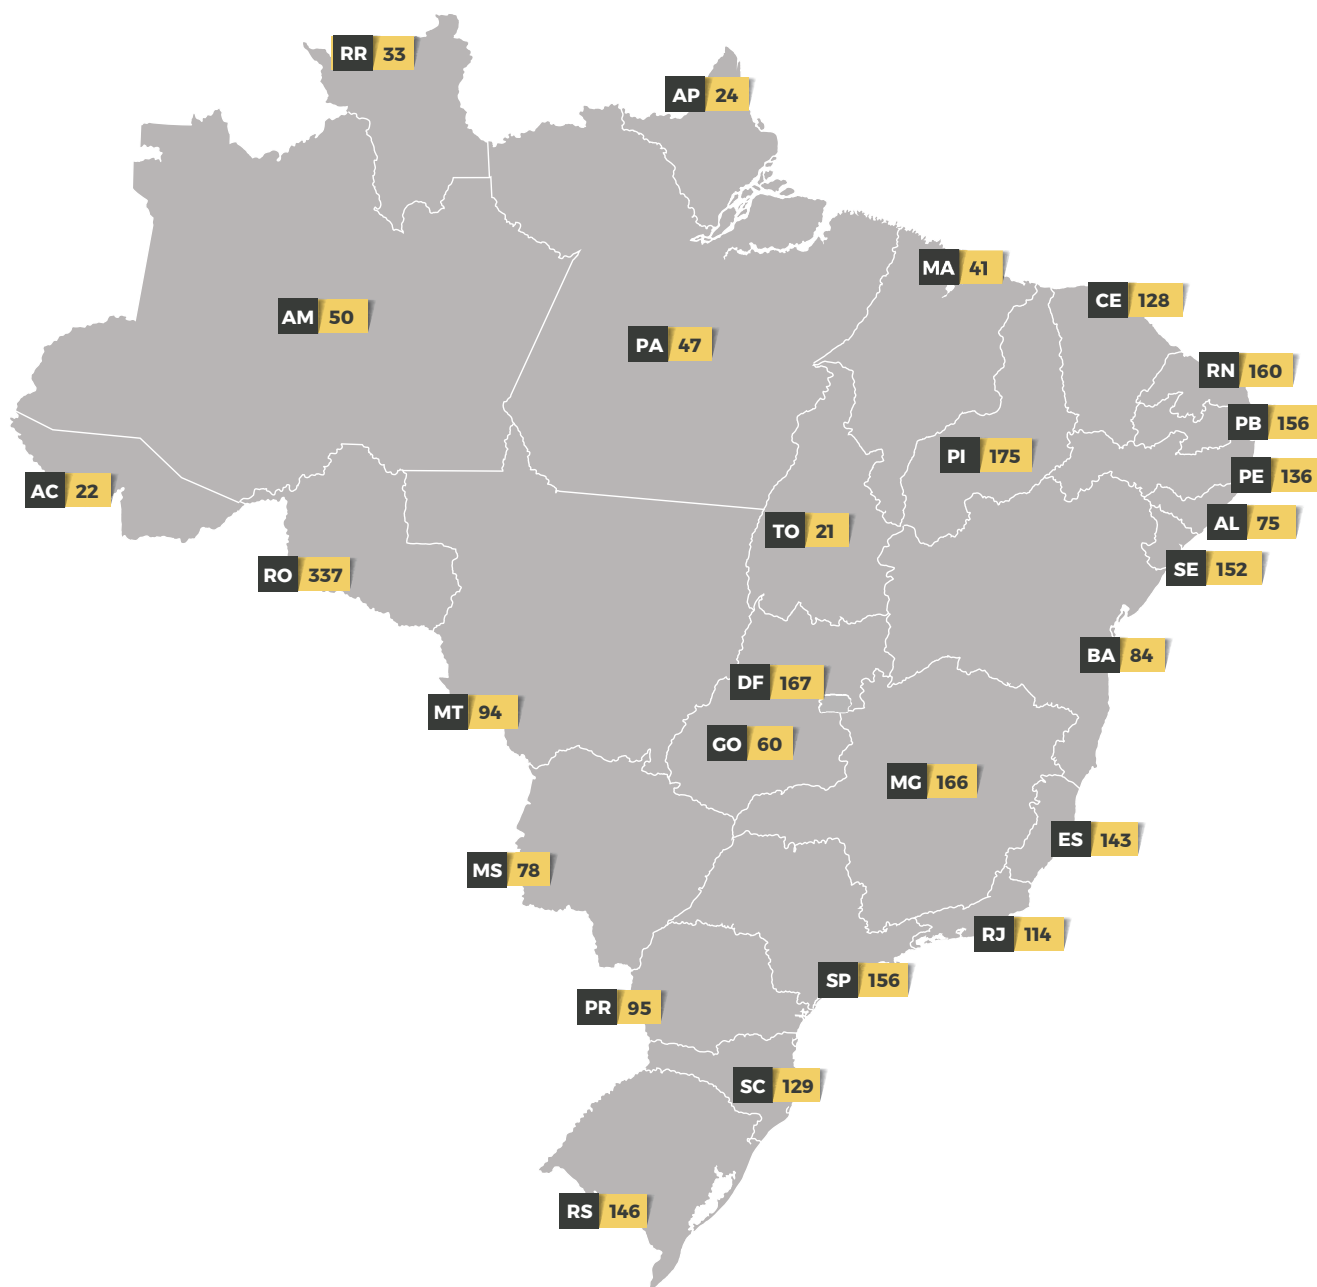 RR 33
AP 24
MA 41
CE 128
AM 50
PA 47
RN 160
PB 156
PI 175
PE 136
AC 22
AL 75
TO 21
SE 152
RO 337
BA 84
DF 167
MT 94
GO 60
MG 166
ES 143
MS 78
RJ 114
SP 156
PR 95
SC 129
RS 146